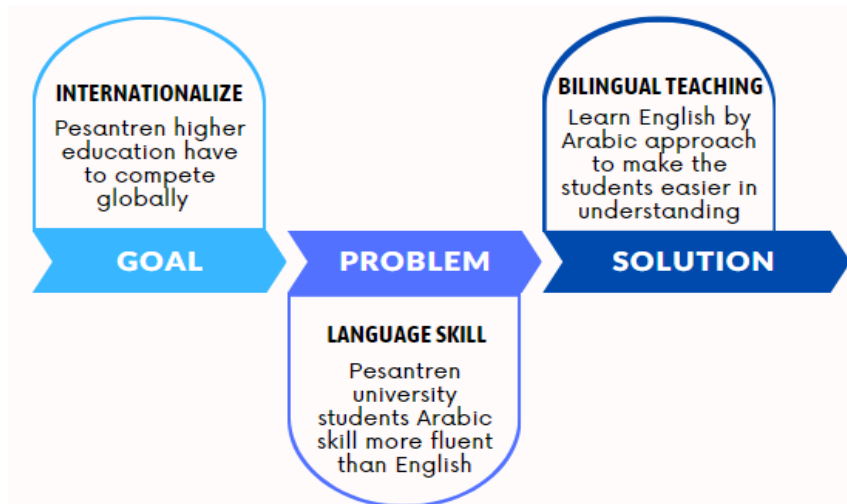 INTERNATIONALIZE
Pesantren higher
education have
to compete
globally
GOAL
PROBLEM
LANGUAGE SKILL
Pesantren
university
students Arabic
skill more fluent
than English
BILINGUAL TEACHING
Learn English by
Arabic approach
to make the
students easier in
understanding
SOLUTION